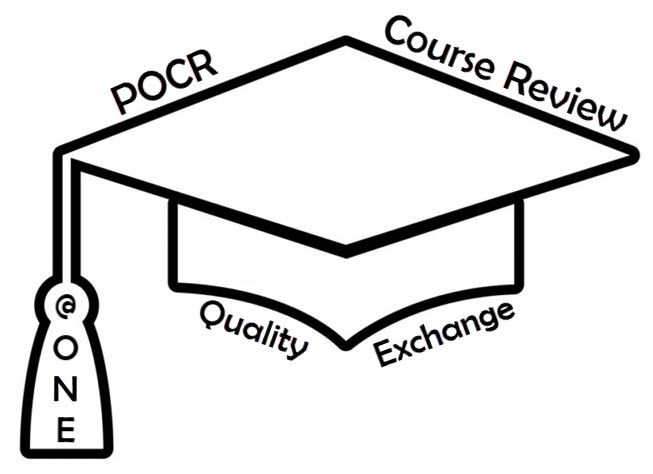 POCR
Course Review
Quality
Exchange
@
O
N
E